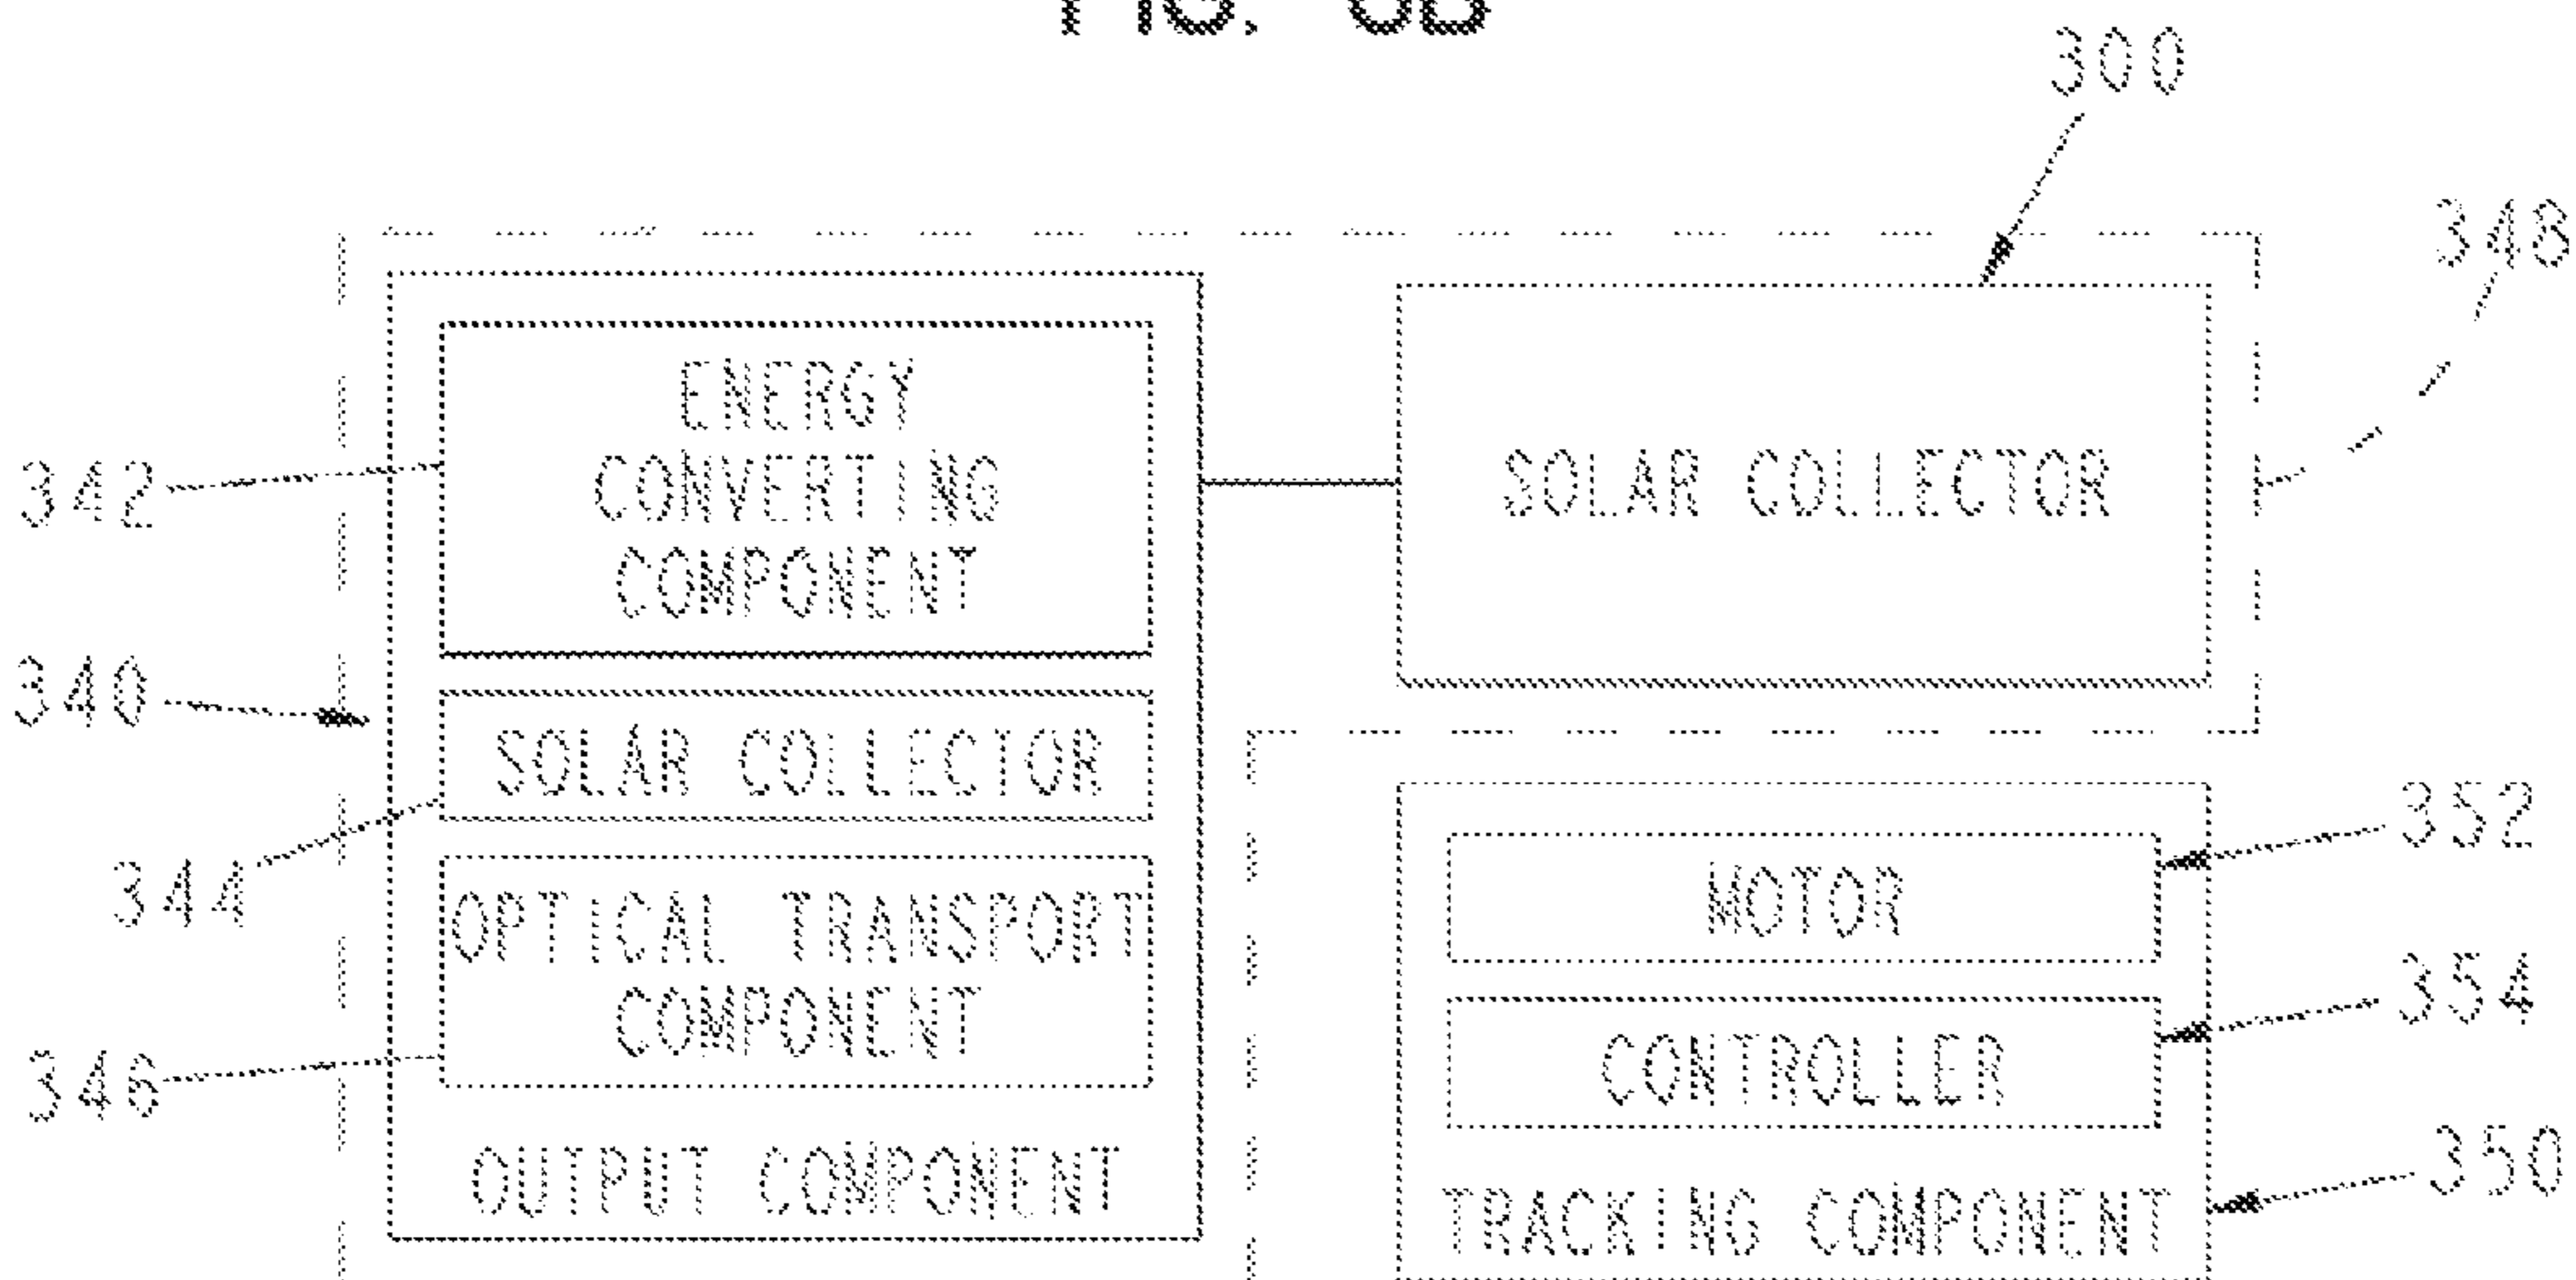 FIG.
300
348
ENERGY
CONVERTING
COMPONENT
SOLAR COLLECTOR
342
340
SOLAR COLLECTOR
344
OPTICAL TRANSPORT
COMPONENT
346
OUTPUT COMPONENT
352
MOTOR
354
CONTROLLER
350
TRACKING COMPONENT